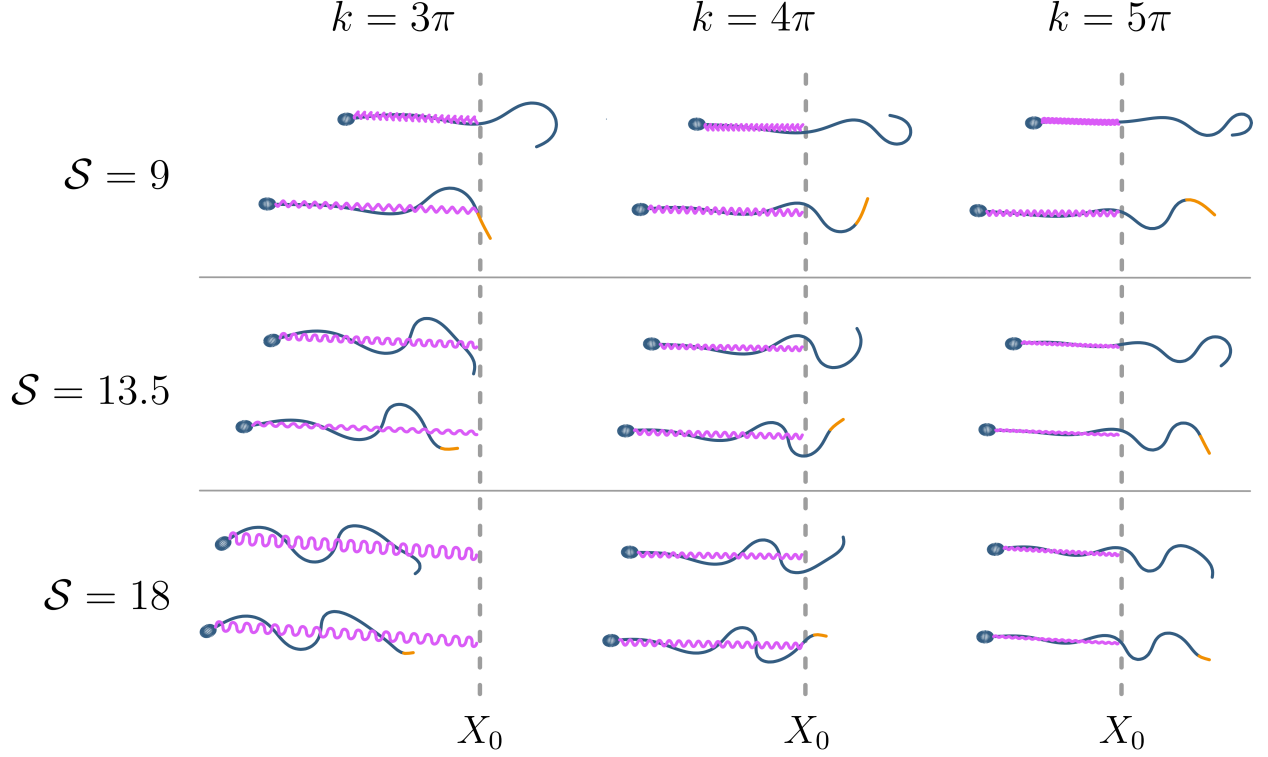 k = 3π k = 4π k = 5π
𝒮 = 9
𝒮 = 13.5
𝒮 = 18
X₀ X₀ X₀